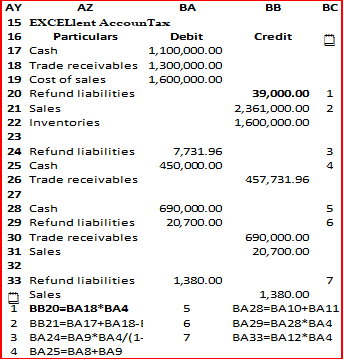 AY AZ BA BB BC
15 EXCELlent AccounTax
16 Particulars Debit Credit
17 Cash 1,100,000.00
18 Trade receivables 1,300,000.00
19 Cost of sales 1,600,000.00
20 Refund liabilities 39,000.00 1
21 Sales 2,361,000.00 2
22 Inventories 1,600,000.00
23
24 Refund liabilities 7,731.96 3
25 Cash 450,000.00 4
26 Trade receivables 457,731.96
27
28 Cash 690,000.00 5
29 Refund liabilities 20,700.00 6
30 Trade receivables 690,000.00
31 Sales 20,700.00
32
33 Refund liabilities 1,380.00 7
Sales 1,380.00
1 BB20=BA18*BA4 5 BA28=BA10+BA11
2 BB21=BA17+BA18-I 6 BA29=BA28*BA4
3 BA24=BA9*BA4/(1- 7 BA33=BA12*BA4
4 BA25=BA8+BA9